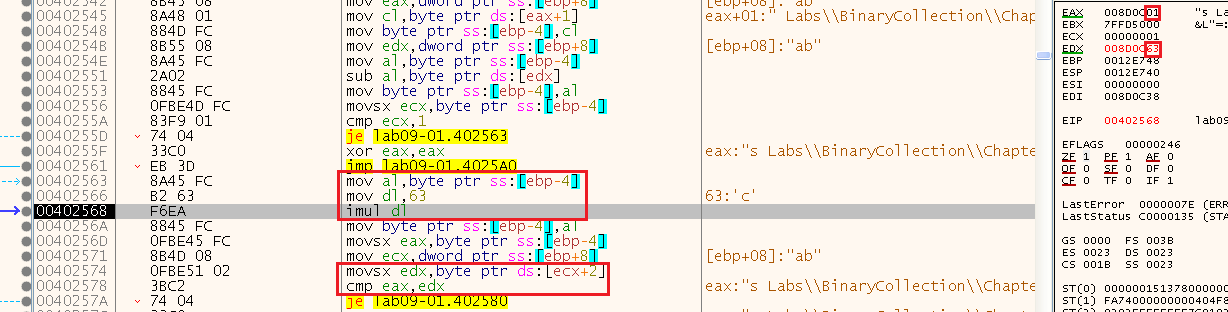 00402542 8B45 08 mov eax,dword ptr ss:[ebp+8] [ebp+08]:"ab"
00402545 8A48 01 mov cl,byte ptr ds:[eax+1] eax+01:" Labs\\BinaryCollection\\Chapte
00402548 884D FC mov byte ptr ss:[ebp-4],cl
0040254B 8B55 08 mov edx,dword ptr ss:[ebp+8] [ebp+08]:"ab"
0040254E 8A45 FC mov al,byte ptr ss:[ebp-4]
00402551 2A02 sub al,byte ptr ds:[edx]
00402553 8845 FC mov byte ptr ss:[ebp-4],al
00402556 0FBE4D FC movsx ecx,byte ptr ss:[ebp-4]
0040255A 83F9 01 cmp ecx,1
0040255D 74 04 je lab09-01.402563
0040255F 33C0 xor eax,eax eax:"s Labs\\BinaryCollection\\Chapte
00402561 EB 3D jmp lab09-01.4025A0
00402563 8A45 FC mov al,byte ptr ss:[ebp-4]
00402566 B2 63 mov dl,63 63:'c'
00402568 F6EA imul dl
0040256A 8845 FC mov byte ptr ss:[ebp-4],al
0040256D 0FBE45 FC movsx eax,byte ptr ss:[ebp-4]
00402571 8B4D 08 mov ecx,dword ptr ss:[ebp+8] [ebp+08]:"ab"
00402574 0FBE51 02 movsx edx,byte ptr ds:[ecx+2]
00402578 3BC2 cmp eax,edx eax:"s Labs\\BinaryCollection\\Chapte
0040257A 74 04 je lab09-01.402580
EAX 008D0C01 "s La
EBX 7FFD5000 &L"=:
ECX 00000001
EDX 008D0C63
EBP 0012E748
ESP 0012E740
ESI 00000000
EDI 008D0C38
EIP 00402568 lab0
EFLAGS 00000246
ZF 1 PF 1 AF 0
OF 0 SF 0 DF 0
CF 0 TF 0 IF 1
LastError 0000007E (ERR
LastStatus C0000135 (STA
GS 0000 FS 003B
ES 0023 DS 0023
CS 001B SS 0023
ST(0) 0000001513780000
ST(1) FA74000000000404F8